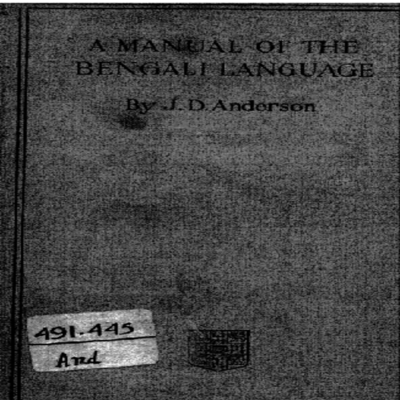 A MANUAL OF THE
BENGALI LANGUAGE
By J. D. Anderson
491.445
And